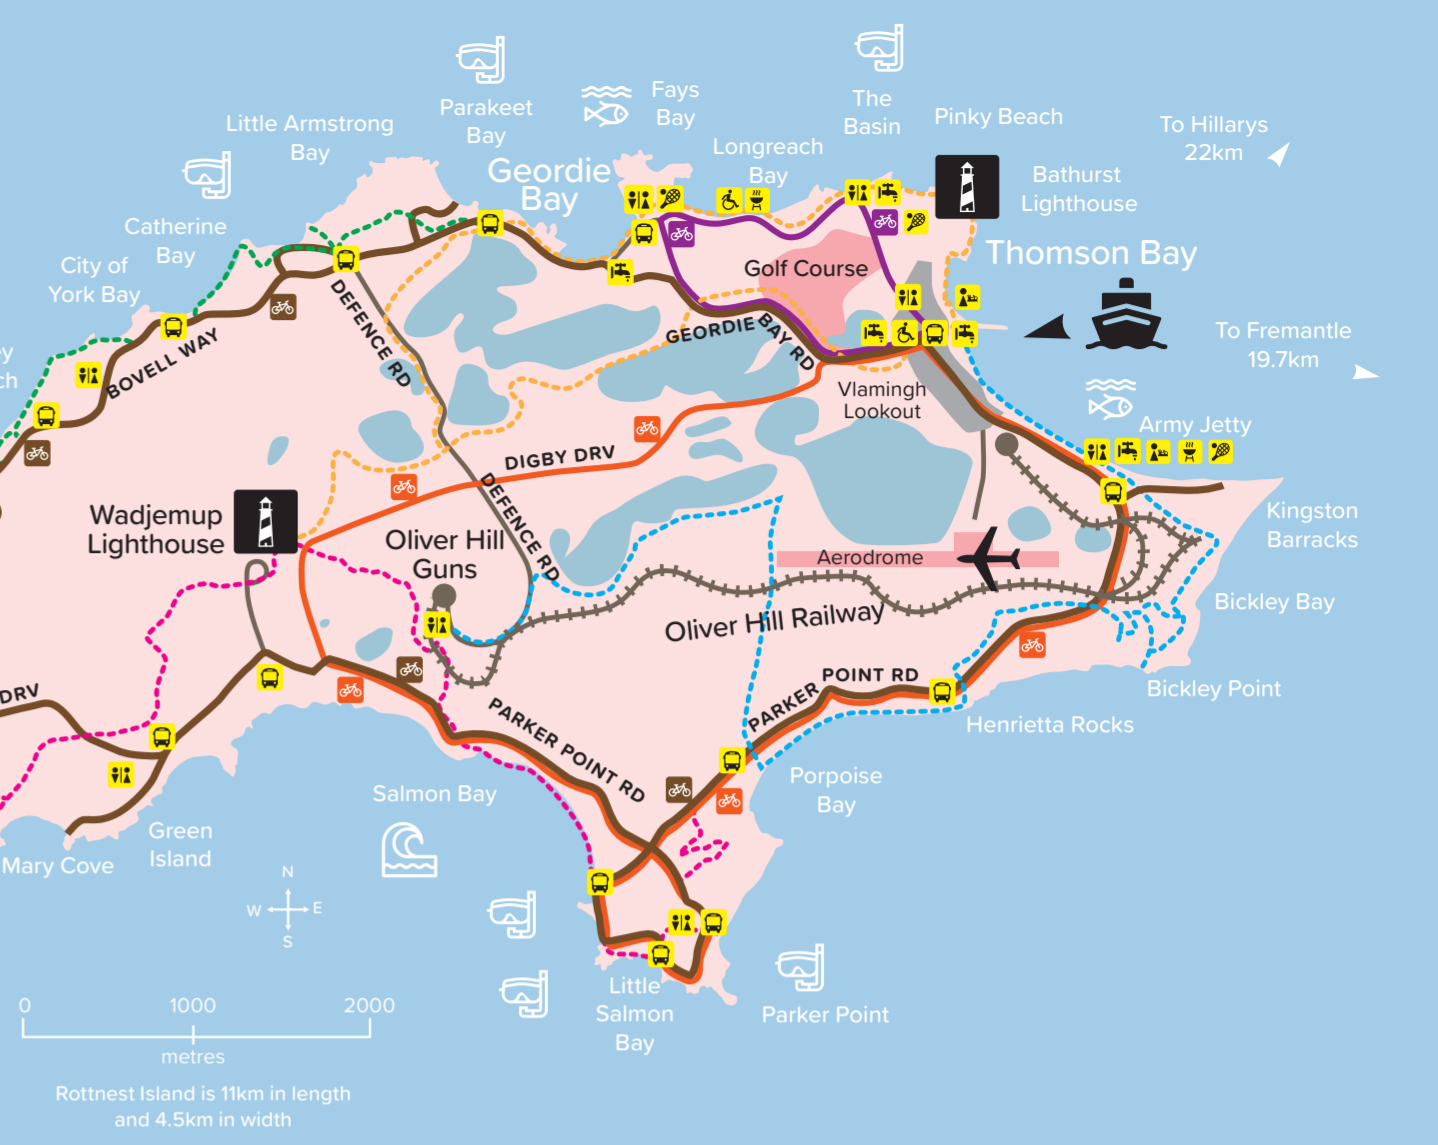 Parakeet
Bay
Fays
Bay
The
Basin
Pinky Beach
To Hillarys
22km
Little Armstrong
Bay
Longreach
Bay
Geordie
Bay
Bathurst
Lighthouse
Catherine
Bay
City of
York Bay
Golf Course
Thomson Bay
DEFENCE RD
GEORDIE BAY RD
To Fremantle
19.7km
BOVELL WAY
ey
ch
Vlamingh
Lookout
Army Jetty
DIGBY DRV
DEFENCE RD
Wadjemup
Lighthouse
Oliver Hill
Guns
Aerodrome
Kingston
Barracks
Oliver Hill Railway
Bickley Bay
DRV
POINT RD
PARKER
Bickley Point
Henrietta Rocks
PARKER POINT RD
Salmon Bay
Porpoise
Bay
Green
Island
Mary Cove
N
W
E
S
Little
Salmon
Bay
Parker Point
0
1000
2000
metres
Rottnest Island is 11km in length
and 4.5km in width